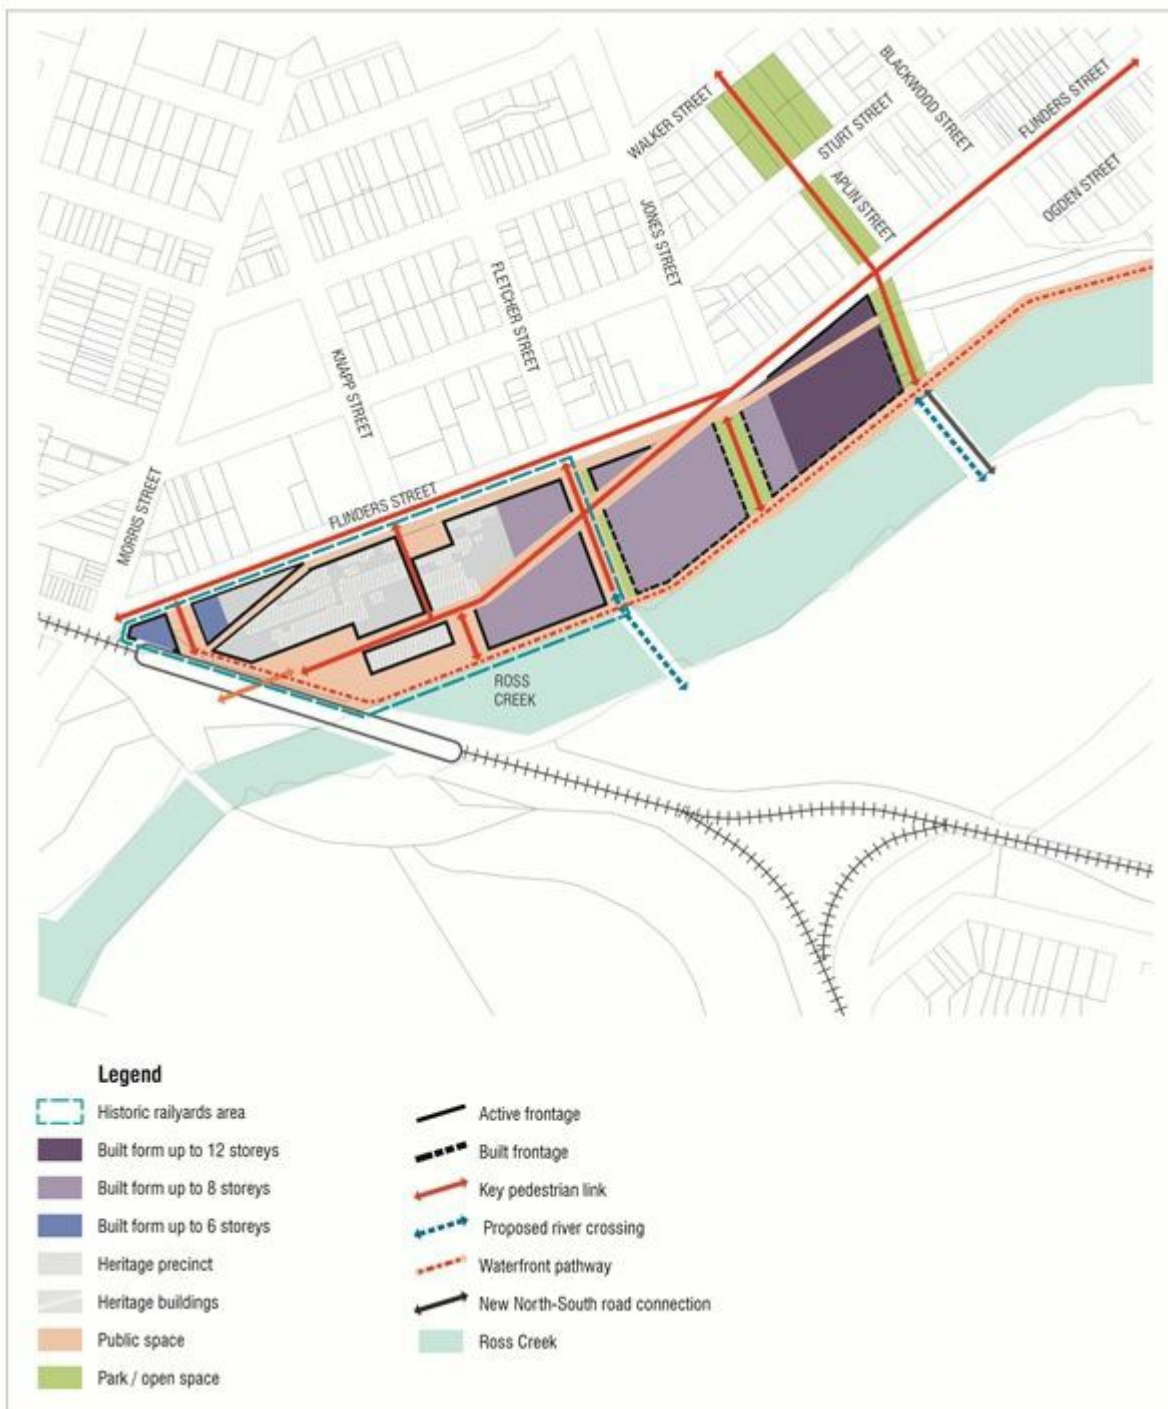 BLACKWOOD STREET
FLINDERS STREET
WALKER STREET
STURT STREET
OGDEN STREET
APLIN STREET
JONES STREET
FLETCHER STREET
KNAPP STREET
MORRIS STREET
FLINDERS STREET
ROSS
CREEK
Legend
Historic railyards area
Built form up to 12 storeys
Built form up to 8 storeys
Built form up to 6 storeys
Heritage precinct
Heritage buildings
Public space
Park / open space
Active frontage
Built frontage
Key pedestrian link
Proposed river crossing
Waterfront pathway
New North-South road connection
Ross Creek